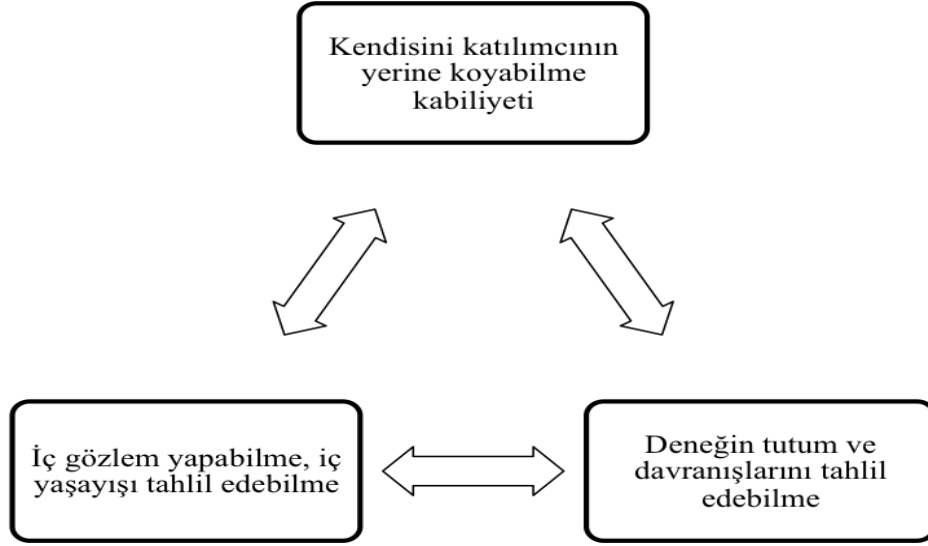 Kendisini katılımcının
yerine koyabilme
kabiliyeti
İç gözlem yapabilme, iç
yaşayışı tahlil edebilme
Deneğin tutum ve
davranışlarını tahlil
edebilme